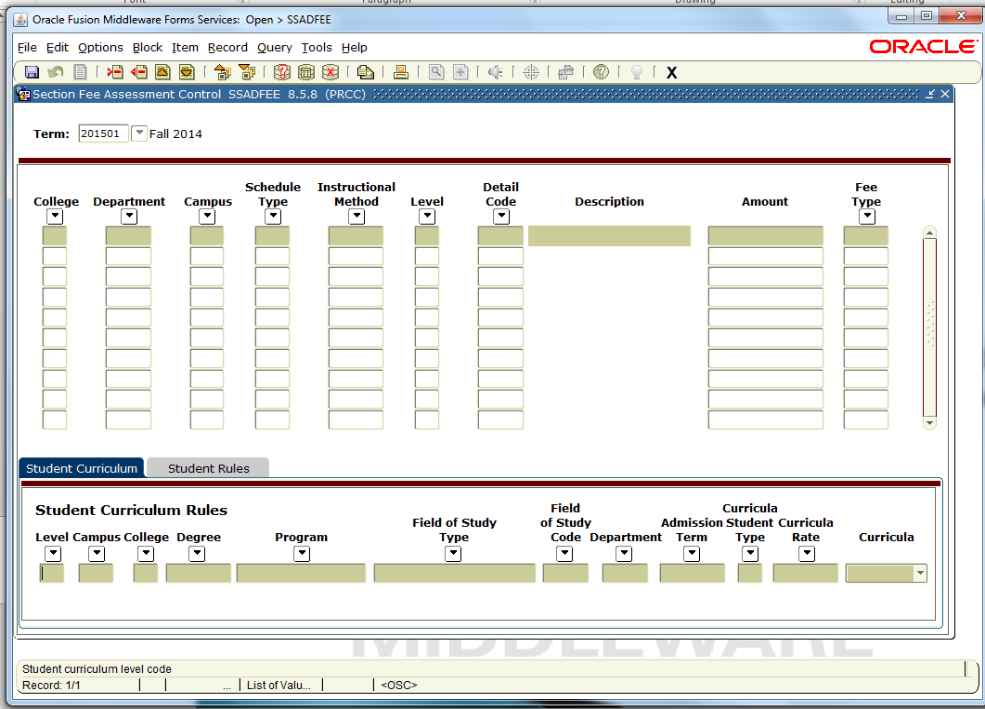 Font Paragraph Drawing Editing
Oracle Fusion Middleware Forms Services: Open > SSADFEE
File Edit Options Block Item Record Query Tools Help
ORACLE
X
Section Fee Assessment Control SSADFEE 8.5.8 (PRCC)
Term: 201501 Fall 2014
College Department Campus Schedule Type Instructional Method Level Detail Code Description Amount Fee Type
Student Curriculum Student Rules
Student Curriculum Rules
Level Campus College Degree Program Field of Study Type Field of Study Code Department Admission Term Curricula Student Type Curricula Rate Curricula
MIDDLEWARE
Student curriculum level code
Record: 1/1 ... List of Valu... <OSC>